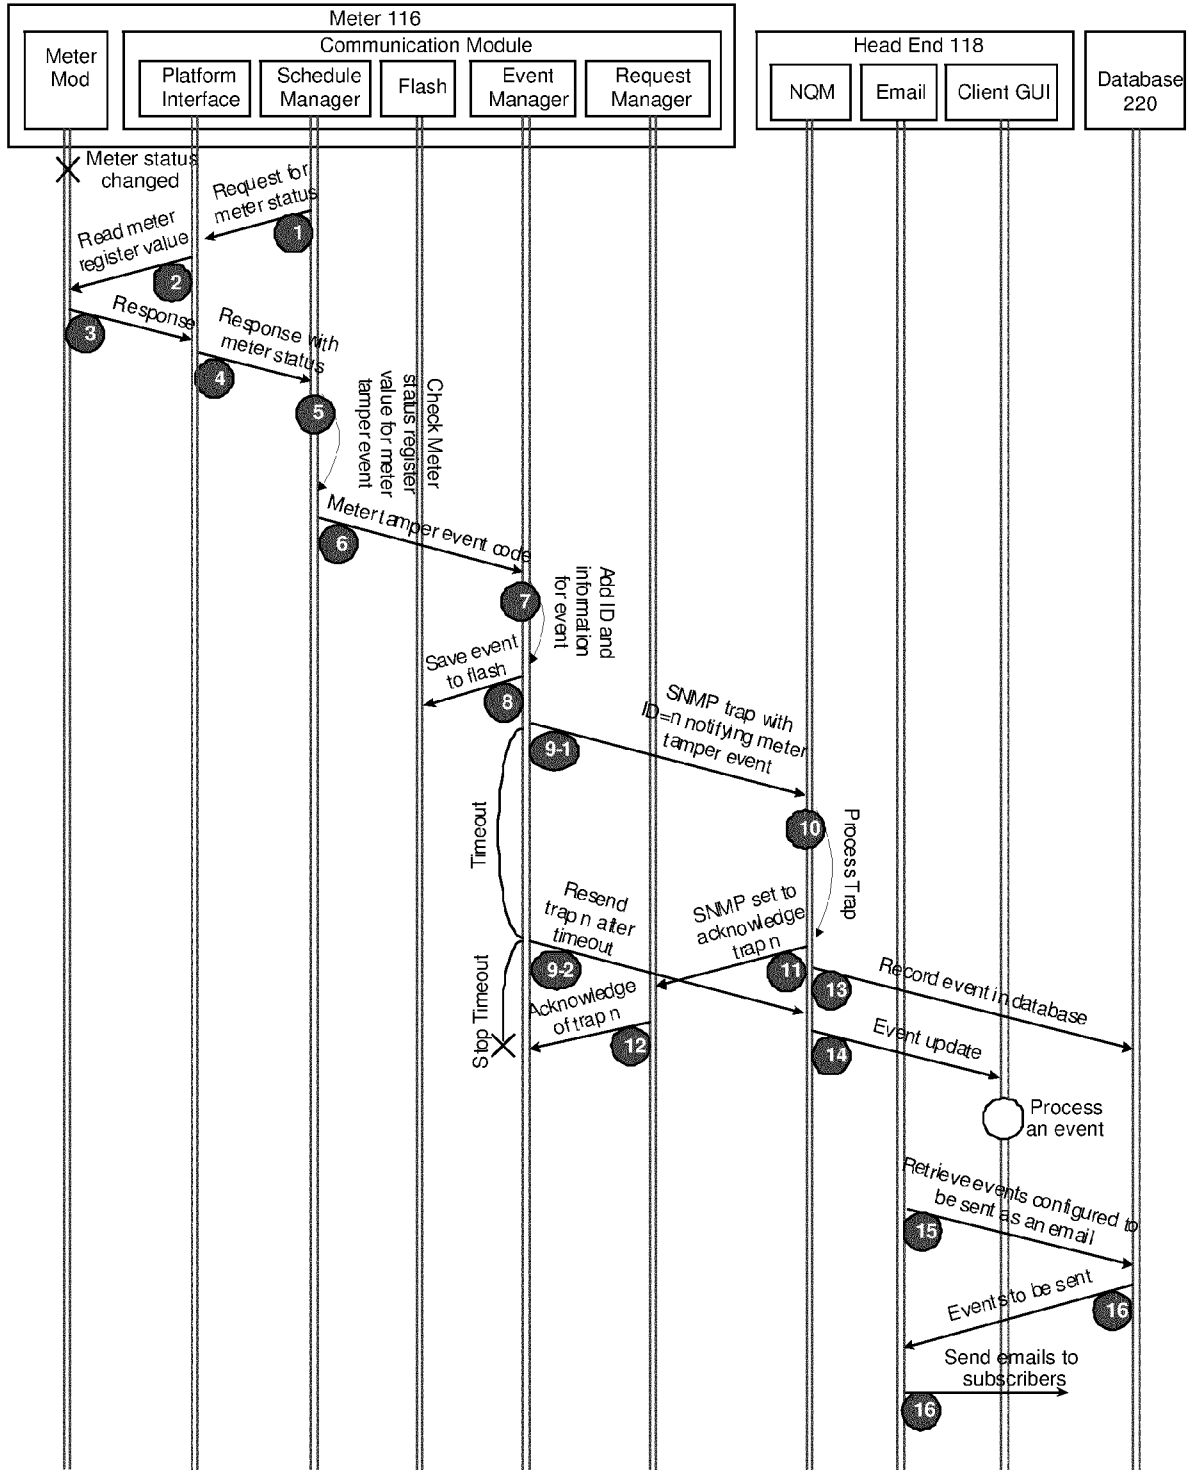 Meter 116
Meter
Mod
Communication Module
Platform
Interface
Schedule
Manager
Flash
Event
Manager
Request
Manager
Head End 118
NQM
Email
Client GUI
Database
220
Meter status
changed
Request for
meter status
1
Read meter
register value
2
Response
3
Response with
meter status
4
5
Check Meter
status register
value for meter
tamper event
Meter tamper event code
6
7
Add ID and
information
for event
Save event
to flash
8
SNMP trap with
ID=n notifying meter
tamper event
9-1
Timeout
10
Process Trap
Resend
trap n after
timeout
9-2
SNMP set to
acknowledge
trap n
11
Stop Timeout
Acknowledge
of trap n
12
Record event in database
13
Event update
14
Process
an event
Retrieve events configured to
be sent as an email
15
Events to be sent
16
Send emails to
subscribers
16